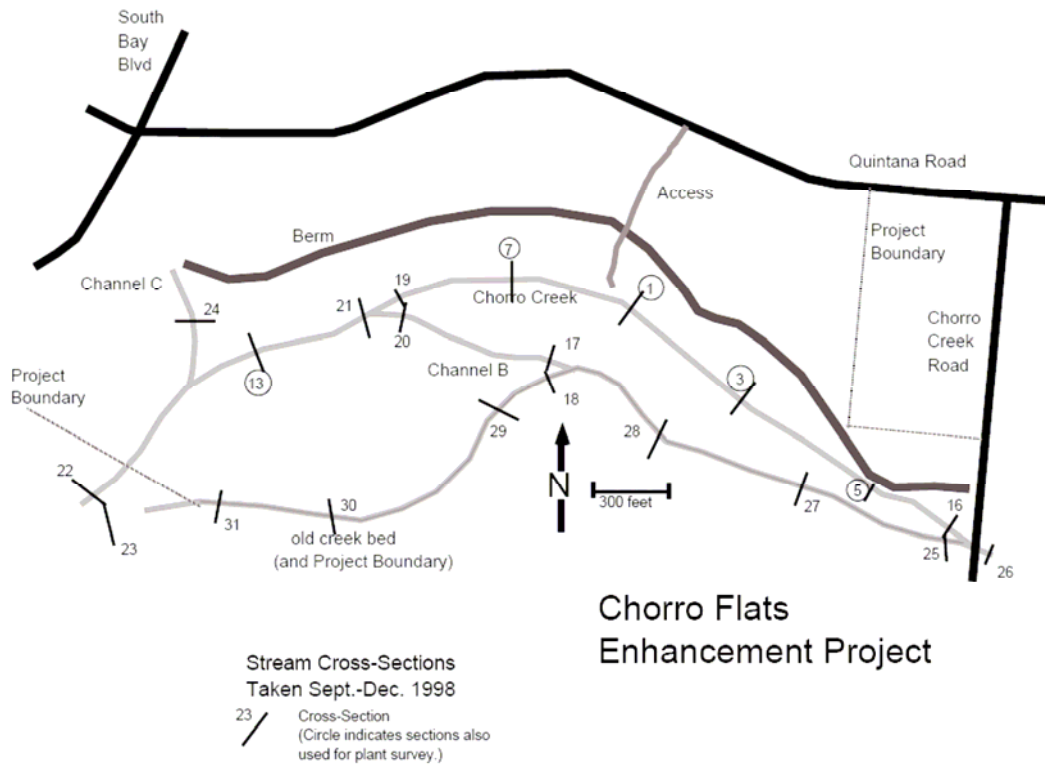 South
Bay
Blvd
Quintana Road
Access
Project
Boundary
Berm
7
Channel C
19
Chorro Creek
1
24
21
20
Chorro
Creek
Road
17
Channel B
3
13
Project
Boundary
18
29
28
N
300 feet
22
5
16
27
30
31
23
old creek bed
(and Project Boundary)
25
26
Chorro Flats
Enhancement Project
Stream Cross-Sections
Taken Sept.-Dec. 1998
23
Cross-Section
(Circle indicates sections also
used for plant survey.)